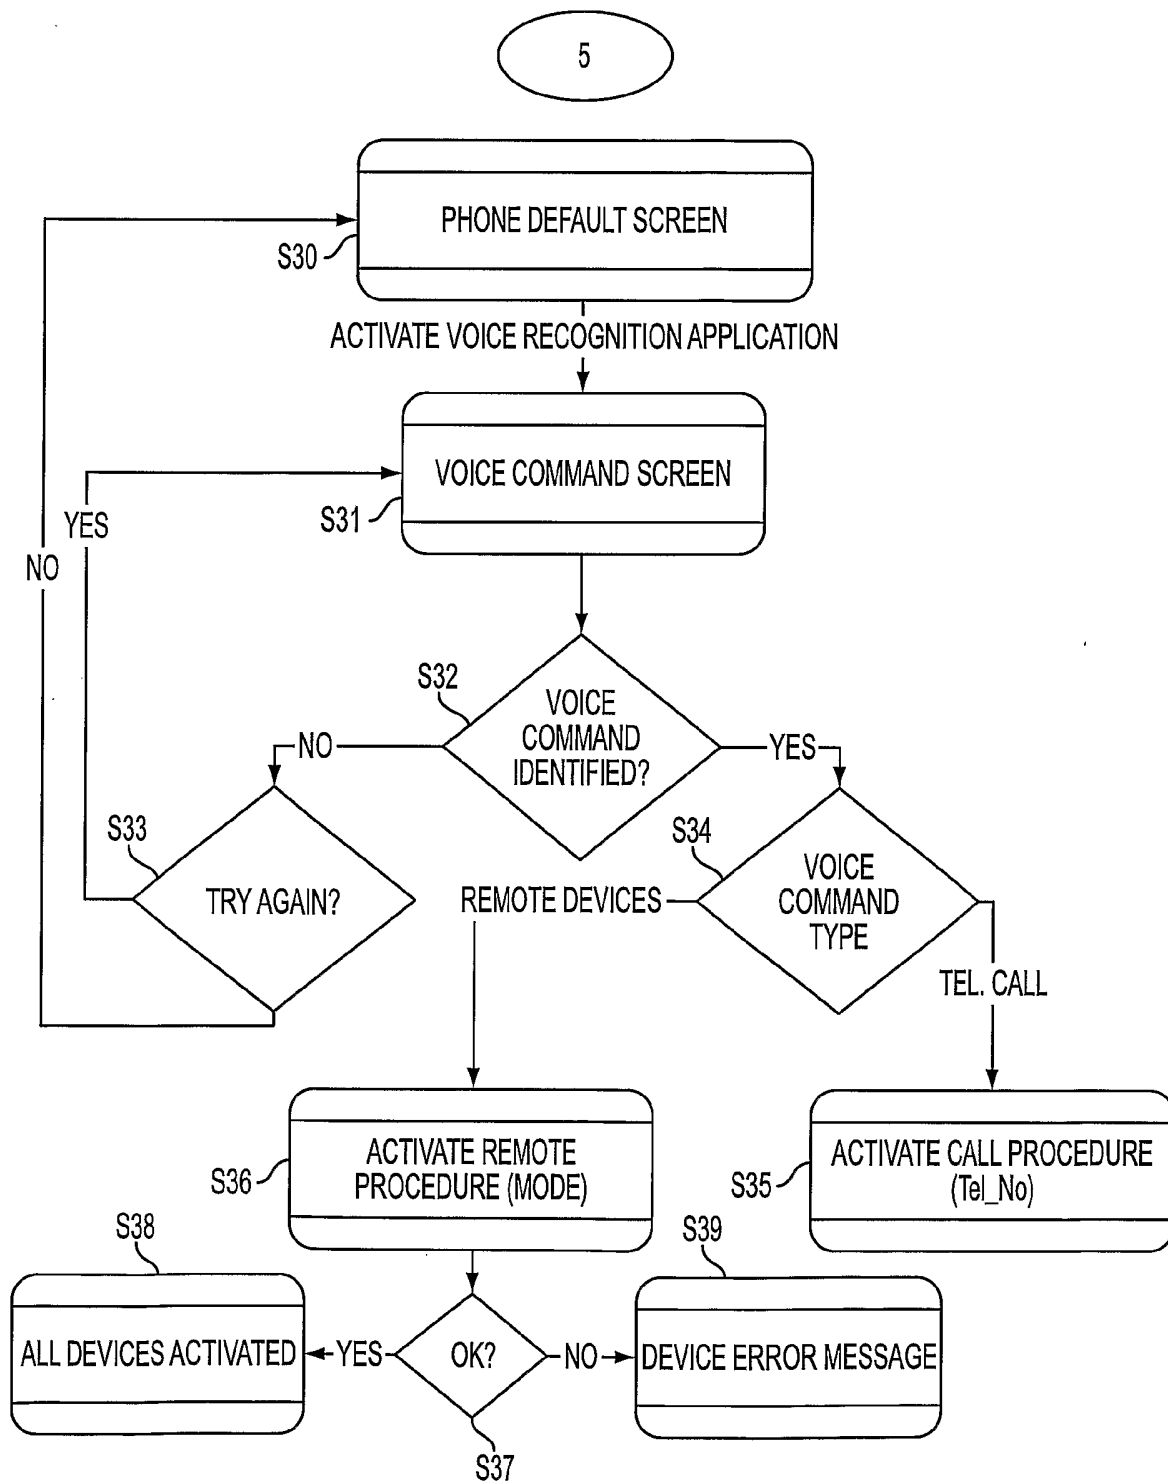 5
PHONE DEFAULT SCREEN
S30
ACTIVATE VOICE RECOGNITION APPLICATION
VOICE COMMAND SCREEN
S31
YES
NO
S32
VOICE
COMMAND
IDENTIFIED?
NO
YES
S33
TRY AGAIN?
S34
VOICE
COMMAND
TYPE
REMOTE DEVICES
TEL. CALL
ACTIVATE REMOTE
PROCEDURE (MODE)
S36
ACTIVATE CALL PROCEDURE
(Tel_No)
S35
S38
S39
ALL DEVICES ACTIVATED
YES
OK?
NO
DEVICE ERROR MESSAGE
S37